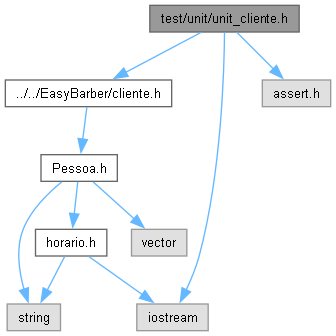 test/unit/unit_cliente.h
../../EasyBarber/cliente.h
assert.h
Pessoa.h
horario.h
vector
string
iostream